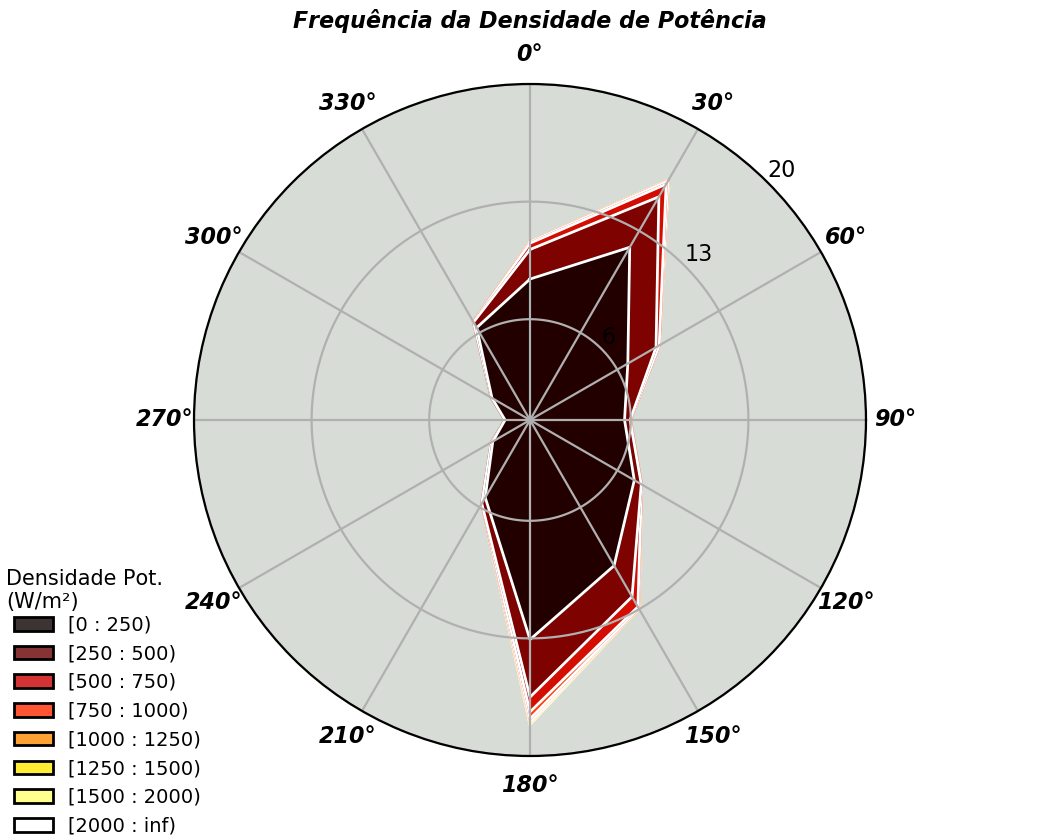 Frequência da Densidade de Potência
0°
330°
30°
20
300°
60°
13
6
270°
90°
240°
120°
210°
150°
180°
Densidade Pot.
(W/m²)
[0 : 250)
[250 : 500)
[500 : 750)
[750 : 1000)
[1000 : 1250)
[1250 : 1500)
[1500 : 2000)
[2000 : inf)